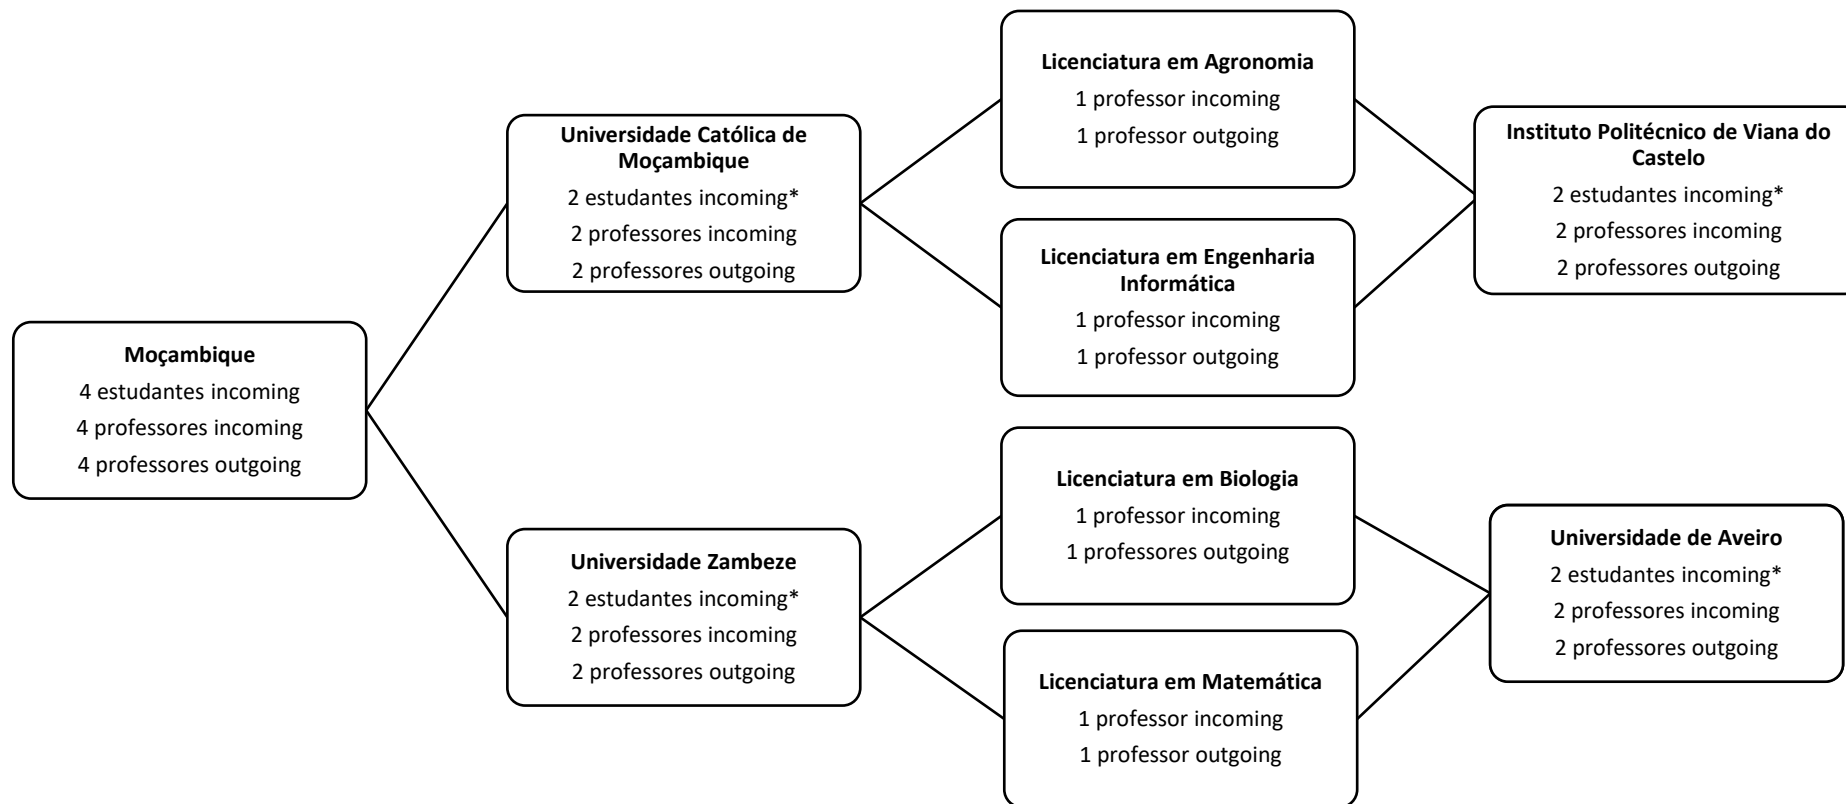 Moçambique
4 estudantes incoming
4 professores incoming
4 professores outgoing
Universidade Católica de
Moçambique
2 estudantes incoming*
2 professores incoming
2 professores outgoing
Universidade Zambeze
2 estudantes incoming*
2 professores incoming
2 professores outgoing
Licenciatura em Agronomia
1 professor incoming
1 professor outgoing
Licenciatura em Engenharia
Informática
1 professor incoming
1 professor outgoing
Licenciatura em Biologia
1 professor incoming
1 professores outgoing
Licenciatura em Matemática
1 professor incoming
1 professor outgoing
Instituto Politécnico de Viana do
Castelo
2 estudantes incoming*
2 professores incoming
2 professores outgoing
Universidade de Aveiro
2 estudantes incoming*
2 professores incoming
2 professores outgoing